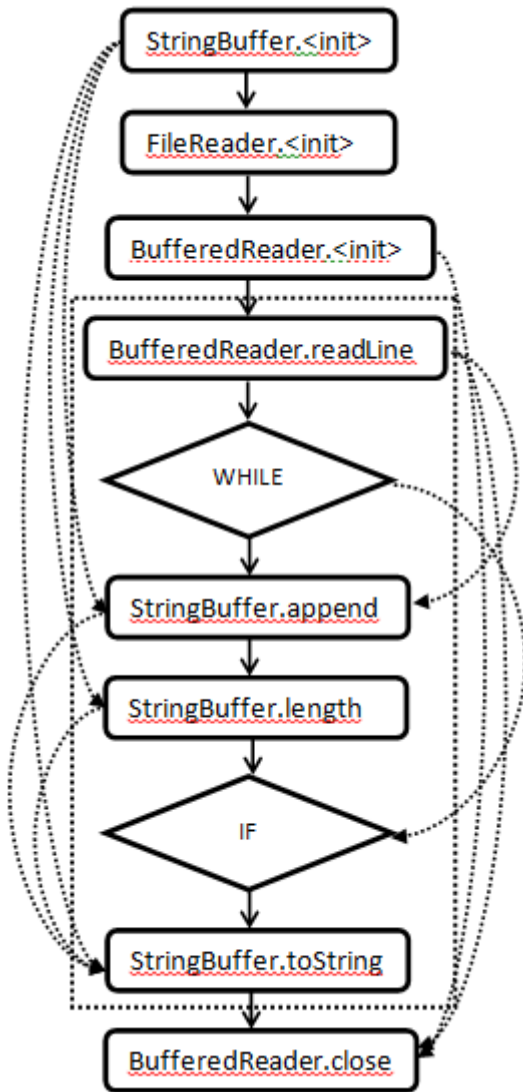 StringBuffer.<init>
FileReader.<init>
BufferedReader.<init>
BufferedReader.readLine
WHILE
StringBuffer.append
StringBuffer.length
IF
StringBuffer.toString
BufferedReader.close